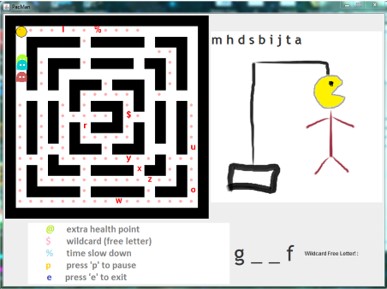 PacMan
l %
m h d s b i j t a
$
r
u
y
x
z
o
w
@ extra health point
$ wildcard (free letter)
% time slow down
p press 'p' to pause
e press 'e' to exit
g _ _ f Wildcard Free Letter! :